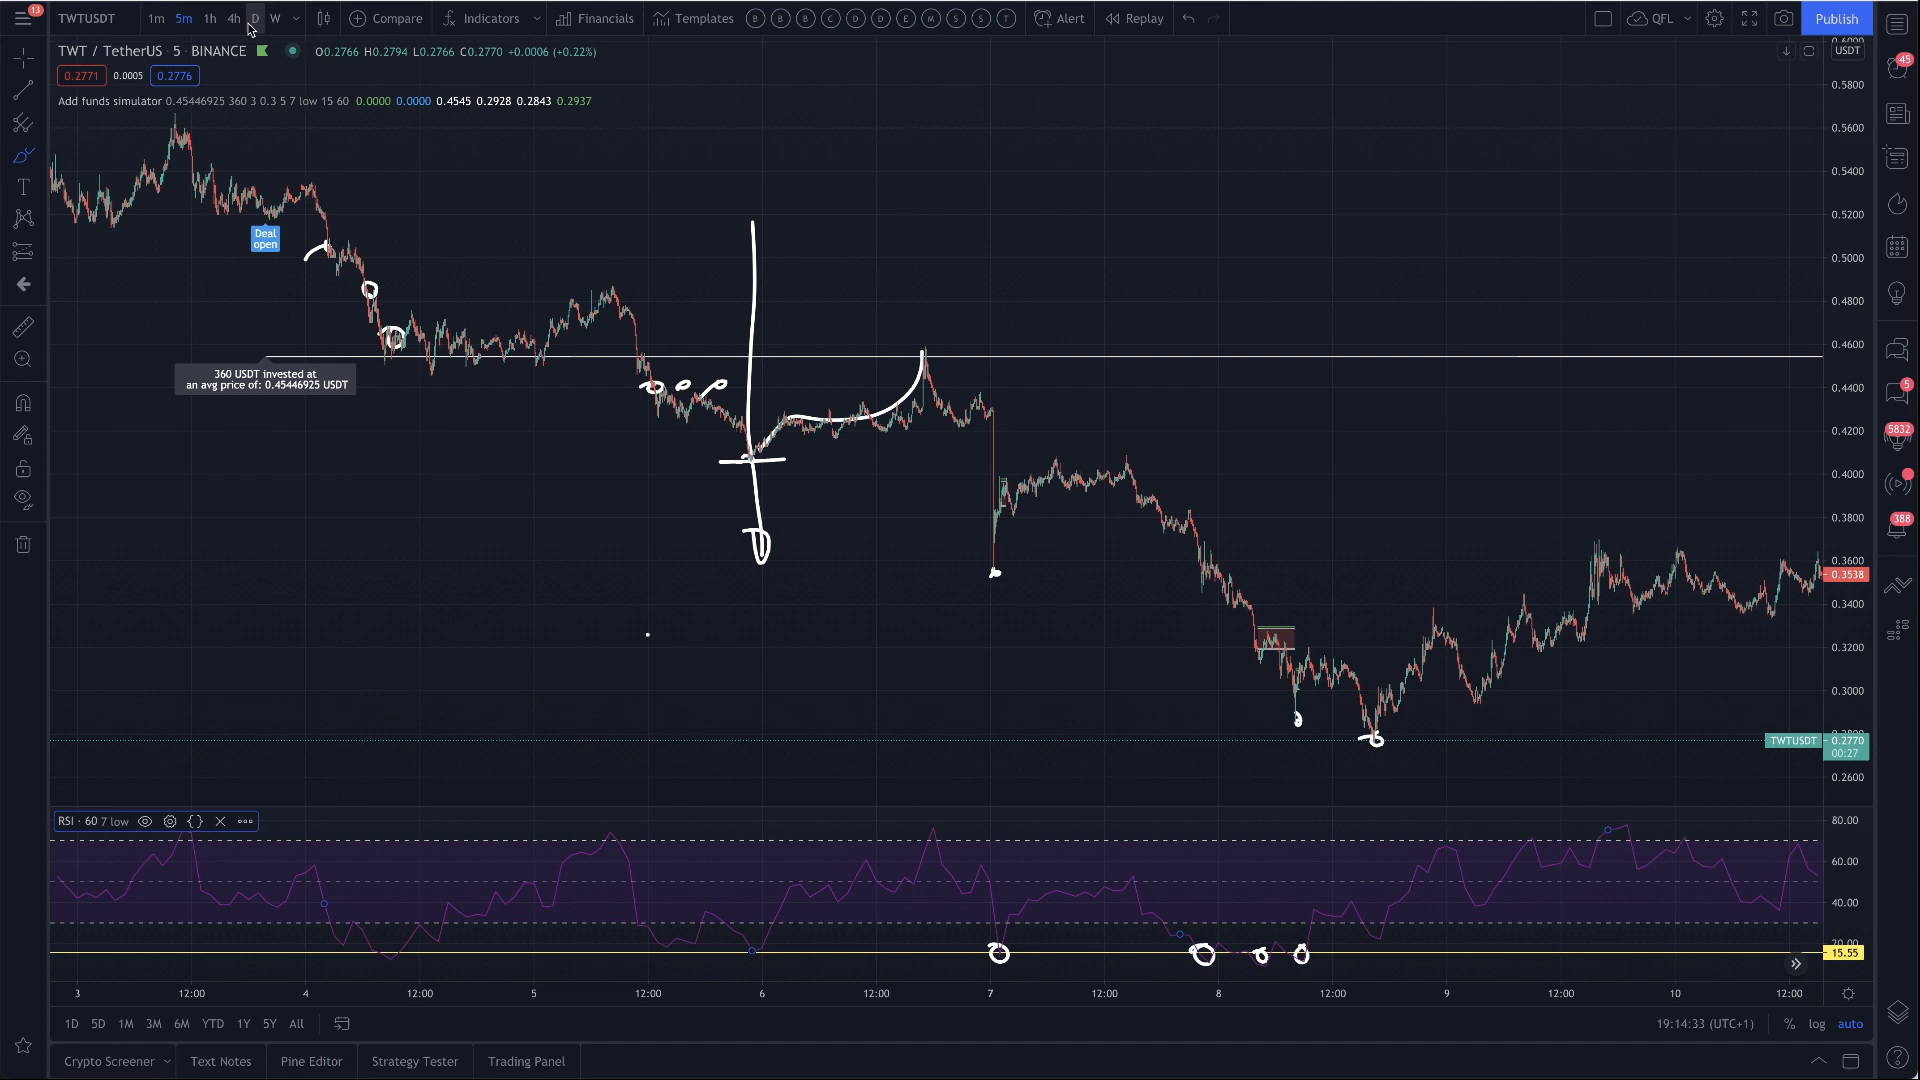 13
TWTUSDT 1m 5m 1h 4h D W Compare Indicators Financials Templates B B B C D D E M S S T Alert Replay QFL Publish
TWT / TetherUS · 5 · BINANCE O0.2766 H0.2794 L0.2766 C0.2770 +0.0006 (+0.22%)
USDT
0.2771 0.0005 0.2776
Add funds simulator 0.45446925 360 3 0.3 5 7 low 15 60 0.0000 0.0000 0.4545 0.2928 0.2843 0.2937
0.5800
0.5600
0.5400
0.5200
Deal
open
0.5000
0.4800
0.4600
360 USDT invested at
an avg price of: 0.45446925 USDT
0.4400
0.4200
0.4000
0.3800
0.3600
0.3538
0.3400
0.3200
0.3000
TWTUSDT 0.2770
00:27
0.2600
RSI · 60 7 low
80.00
60.00
40.00
20.00
15.55
3 12:00 4 12:00 5 12:00 6 12:00 7 12:00 8 12:00 9 12:00 10 12:00
1D 5D 1M 3M 6M YTD 1Y 5Y All 19:14:33 (UTC+1) % log auto
Crypto Screener Text Notes Pine Editor Strategy Tester Trading Panel
45
5
5832
388